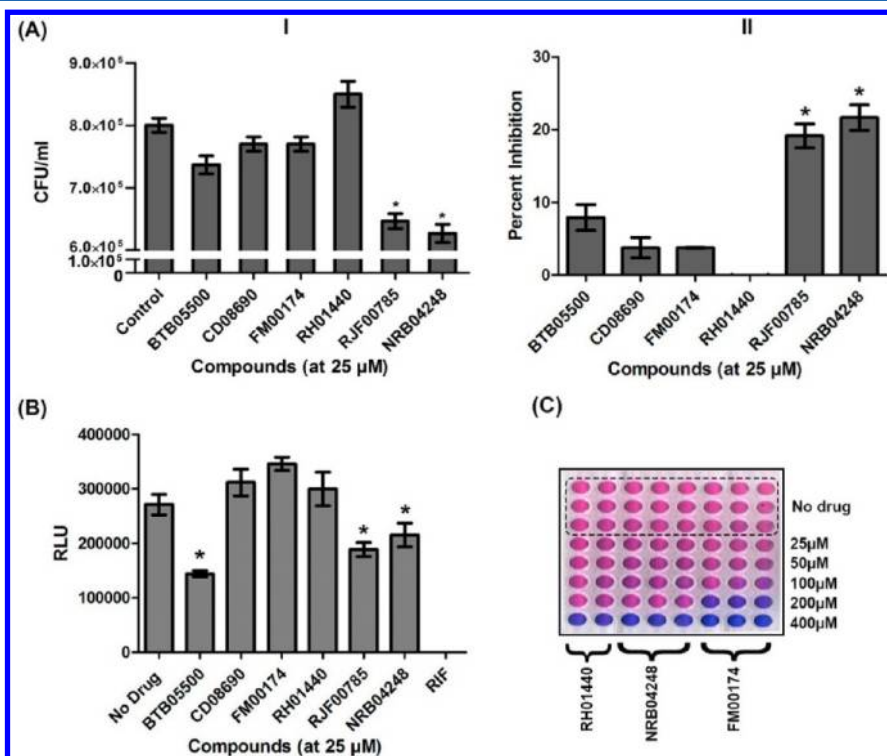 (A)
I
II
CFU/ml
9.0×10⁵
8.0×10⁵
7.0×10⁵
6.0×10⁵
1.0×10⁵
0
*
*
Control
BTB05500
CD08690
FM00174
RH01440
RJF00785
NRB04248
Compounds (at 25 µM)
Percent Inhibition
30
20
10
0
*
*
BTB05500
CD08690
FM00174
RH01440
RJF00785
NRB04248
Compounds (at 25 µM)
(B)
RLU
400000
300000
200000
100000
0
*
*
*
No Drug
BTB05500
CD08690
FM00174
RH01440
RJF00785
NRB04248
RIF
Compounds (at 25 µM)
(C)
No drug
25µM
50µM
100µM
200µM
400µM
RH01440
NRB04248
FM00174